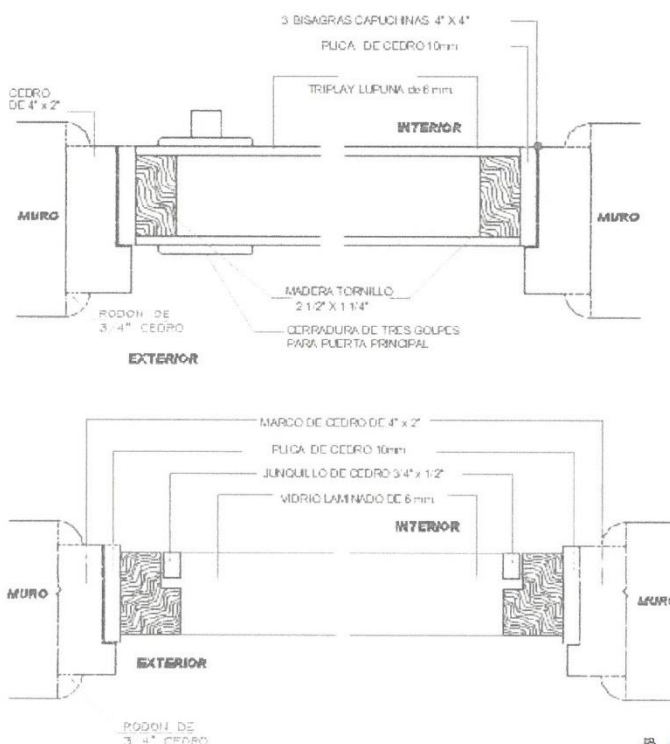 3 BISAGRAS CAPUCHINAS 4" X 4"
PLICA DE CEDRO 10mm.
CEDRO
DE 4" x 2"
TRIPLAY LUPUNA de 6 mm.
INTERIOR
MURO
MURO
MADERA TORNILLO
2 1/2" X 1 1/4"
RODON DE
3/4" CEDRO
CERRADURA DE TRES GOLPES
PARA PUERTA PRINCIPAL
EXTERIOR
MARCO DE CEDRO DE 4" x 2"
PLICA DE CEDRO 10mm.
JUNQUILLO DE CEDRO 3/4" x 1/2"
VIDRIO LAMINADO DE 6 mm.
INTERIOR
MURO
MURO
EXTERIOR
RODON DE
3/4" CEDRO